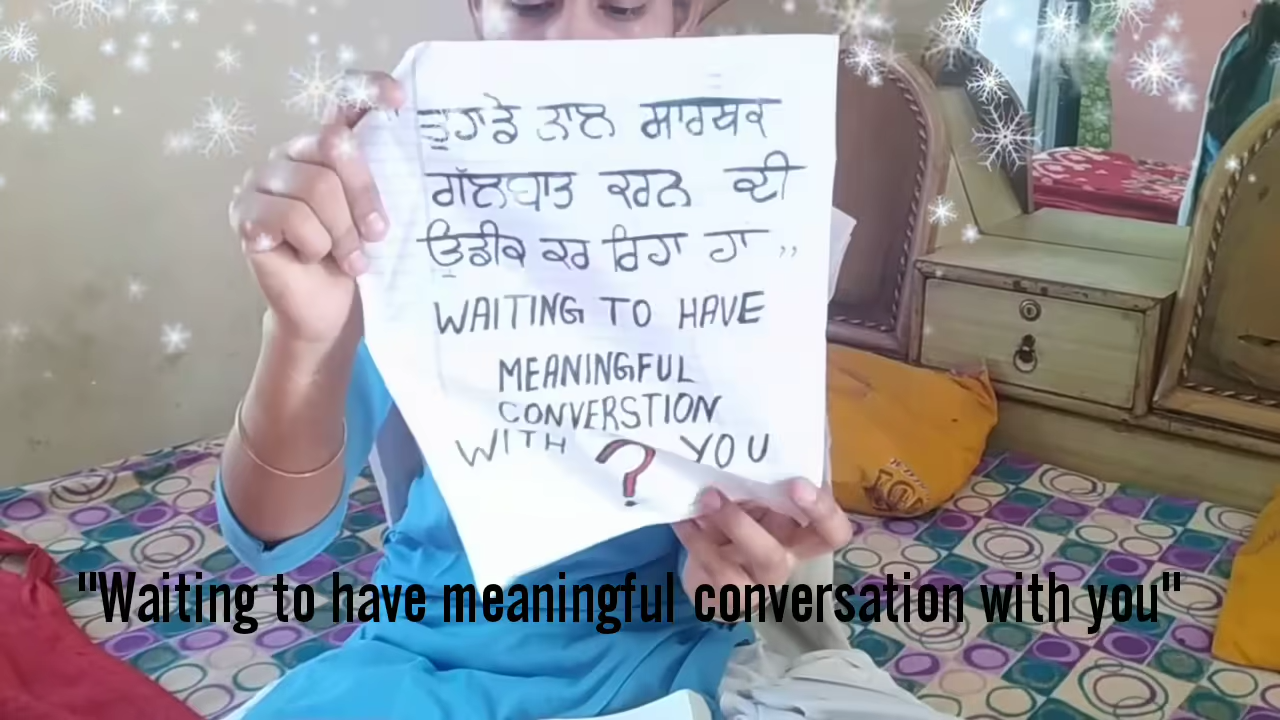 ਤੁਹਾਡੇ ਨਾਲ ਸਾਰਥਕ
ਗੱਲਬਾਤ ਕਰਨ ਦੀ
ਉਡੀਕ ਕਰ ਰਿਹਾ ਹਾਂ ,,
WAITING TO HAVE
MEANINGFUL
CONVERSTION
WITH ? YOU
"Waiting to have meaningful conversation with you"